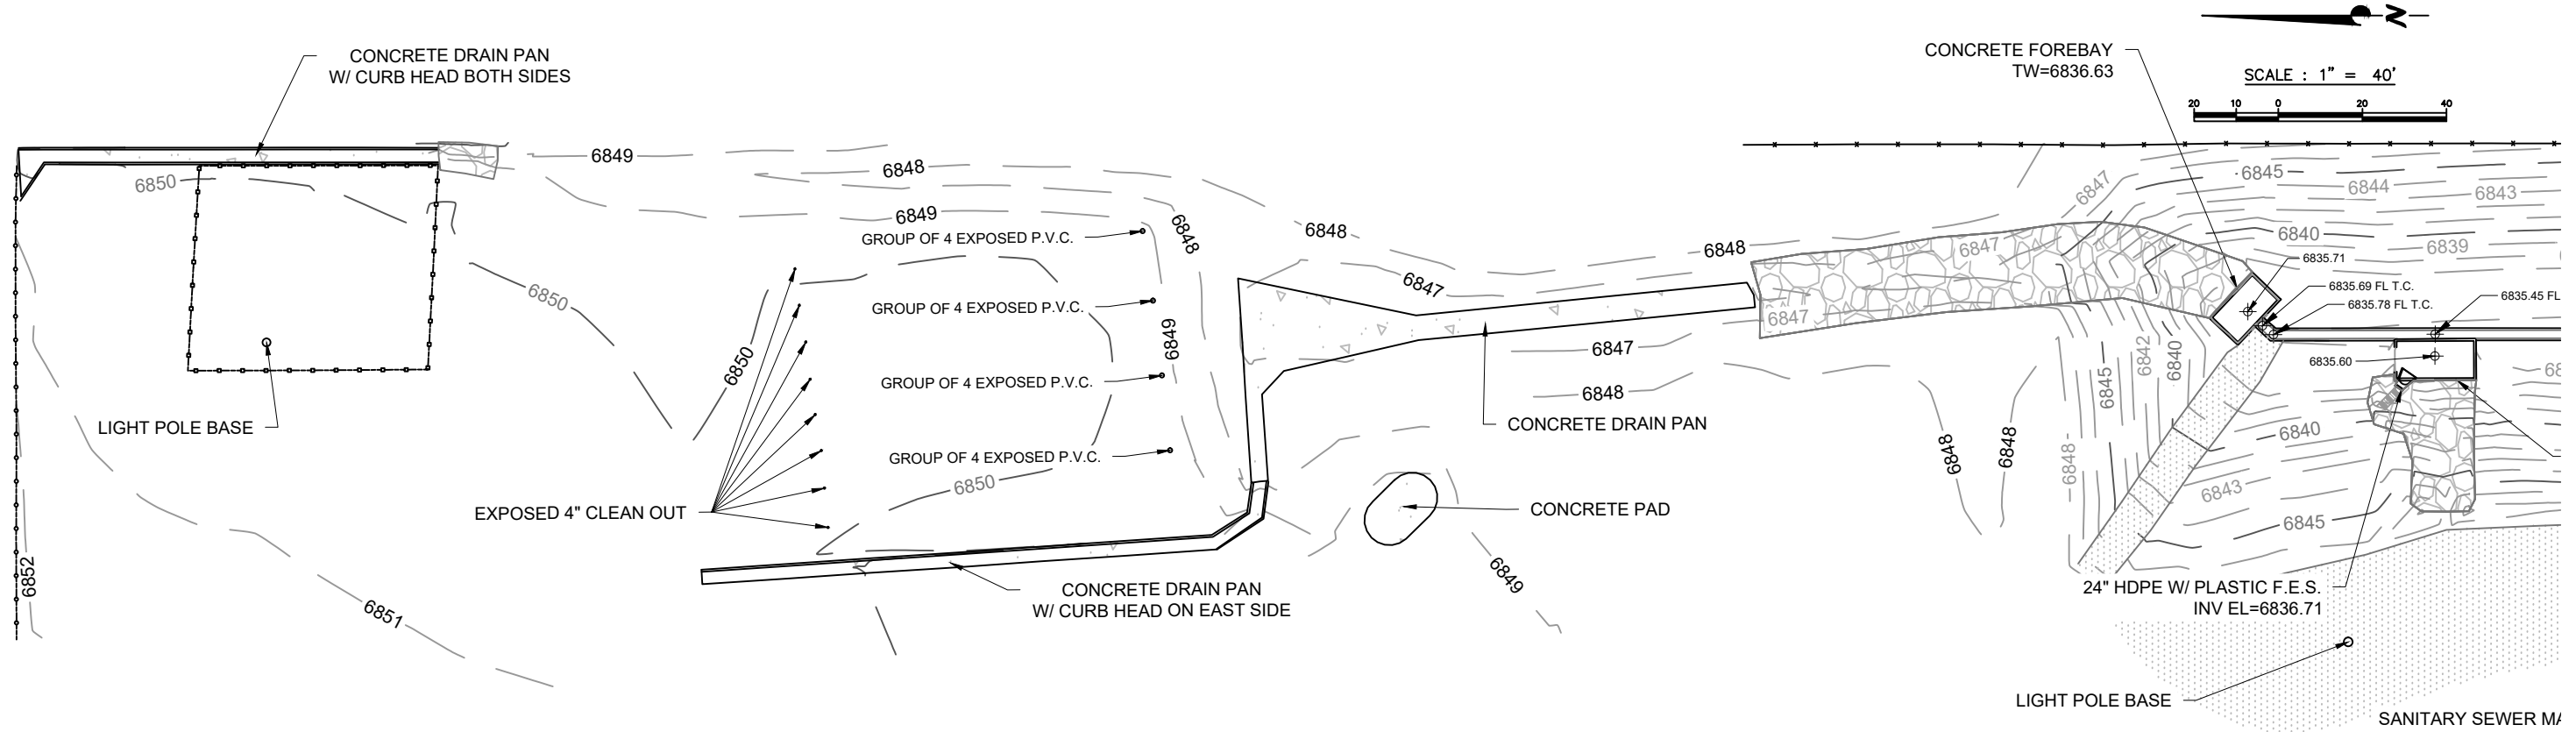 CONCRETE DRAIN PAN
W/ CURB HEAD BOTH SIDES
CONCRETE FOREBAY
TW=6836.63
N
SCALE : 1" = 40'
20 10 0 20 40
6849
6848
6850
6849
6848
6848
6848
6847
6847
6845
6844
6843
6840
6839
GROUP OF 4 EXPOSED P.V.C.
6835.71
6850
6847
6835.69 FL T.C.
6835.45 FL
GROUP OF 4 EXPOSED P.V.C.
6835.78 FL T.C.
6847
6849
6847
6842
6840
6835.60
6850
GROUP OF 4 EXPOSED P.V.C.
6848
6845
LIGHT POLE BASE
CONCRETE DRAIN PAN
6840
GROUP OF 4 EXPOSED P.V.C.
6848
6848
6848
6850
6843
EXPOSED 4" CLEAN OUT
CONCRETE PAD
6845
6852
6849
CONCRETE DRAIN PAN
W/ CURB HEAD ON EAST SIDE
24" HDPE W/ PLASTIC F.E.S.
INV EL=6836.71
6851
LIGHT POLE BASE
SANITARY SEWER